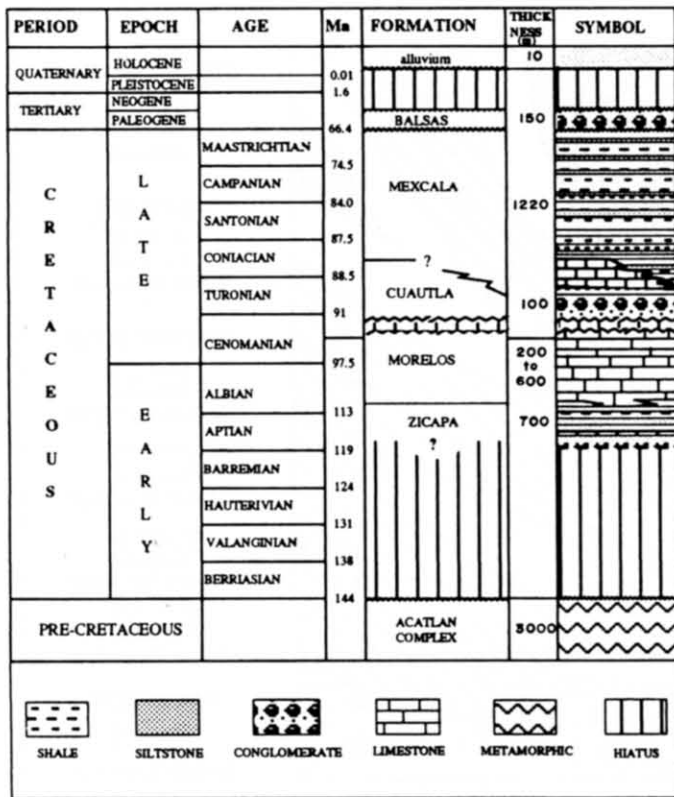 PERIOD EPOCH AGE Ma FORMATION THICK NESS (m) SYMBOL
QUATERNARY HOLOCENE alluvium 10
0.01
PLEISTOCENE
1.6
TERTIARY NEOGENE
PALEOGENE BALSAS 150
66.4
CRETACEOUS LATE MAASTRICHTIAN
74.5
CAMPANIAN MEXCALA
84.0
SANTONIAN 1220
87.5
CONIACIAN ?
88.5
TURONIAN CUAUTLA 100
91
CENOMANIAN MORELOS 200 to 600
97.5
EARLY ALBIAN
113
APTIAN ZICAPA 700
119 ?
BARREMIAN
124
HAUTERIVIAN
131
VALANGINIAN
138
BERRIASIAN
144
PRE-CRETACEOUS ACATLAN COMPLEX 3000
SHALE SILTSTONE CONGLOMERATE LIMESTONE METAMORPHIC HIATUS